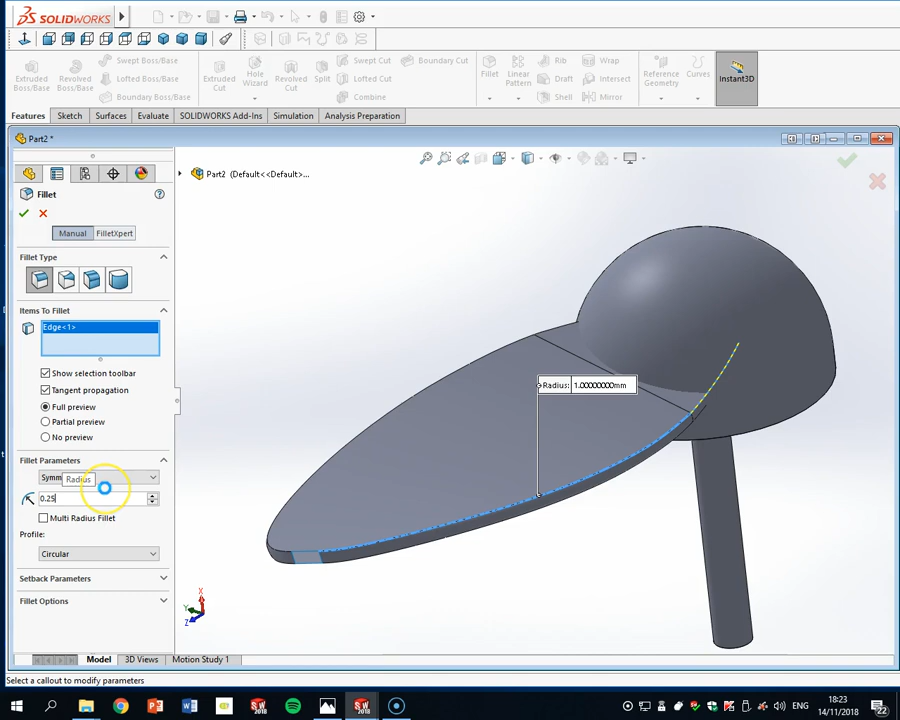 SOLIDWORKS
Extruded Boss/Base
Revolved Boss/Base
Swept Boss/Base
Lofted Boss/Base
Boundary Boss/Base
Extruded Cut
Hole Wizard
Revolved Cut
Split
Swept Cut
Lofted Cut
Combine
Boundary Cut
Fillet
Linear Pattern
Rib
Draft
Shell
Wrap
Intersect
Mirror
Reference Geometry
Curves
Instant3D
Features
Sketch
Surfaces
Evaluate
SOLIDWORKS Add-Ins
Simulation
Analysis Preparation
Part2 *
Part2 (Default<<Default>...
Fillet
Manual
FilletXpert
Fillet Type
Items To Fillet
Edge<1>
Show selection toolbar
Tangent propagation
Full preview
Partial preview
No preview
Fillet Parameters
Symm
Radius
0.25
Multi Radius Fillet
Profile:
Circular
Setback Parameters
Fillet Options
Radius: 1.00000000mm
X
Y
Z
Model
3D Views
Motion Study 1
Select a callout to modify parameters
SW 2018
SW 2018
ENG
18:23
14/11/2018
22